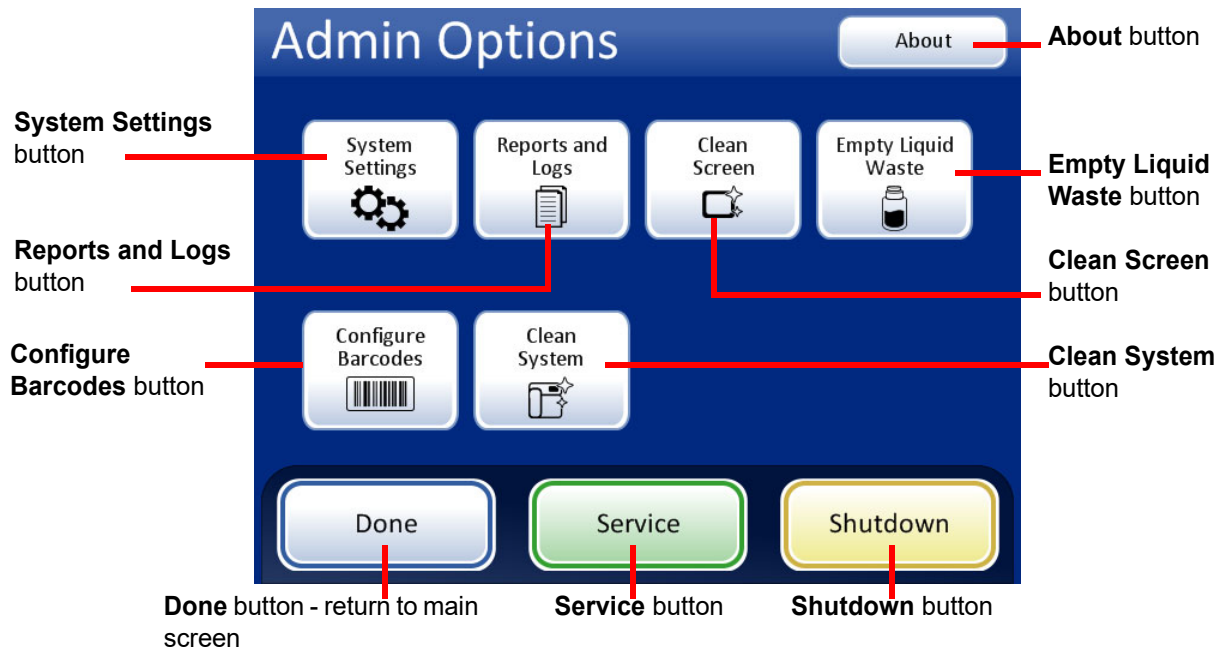 Admin Options
About
About button
System Settings
button
System
Settings
Reports and
Logs
Clean
Screen
Empty Liquid
Waste
Empty Liquid
Waste button
Reports and Logs
button
Clean Screen
button
Configure
Barcodes button
Configure
Barcodes
Clean
System
Clean System
button
Done
Service
Shutdown
Done button - return to main
screen
Service button
Shutdown button